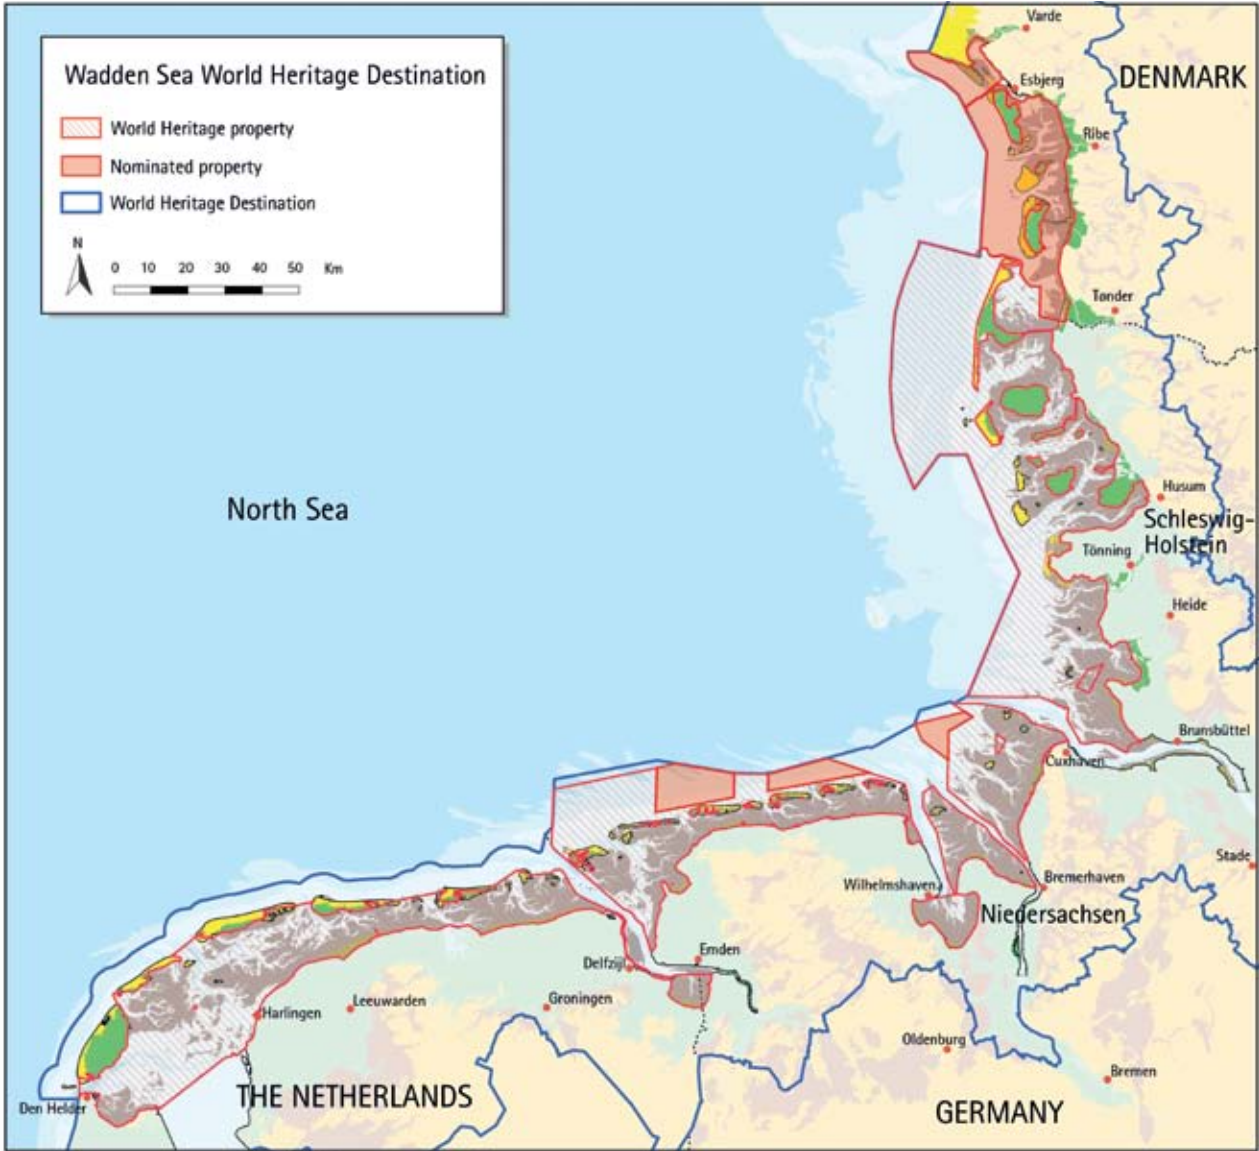 Wadden Sea World Heritage Destination
World Heritage property
Nominated property
World Heritage Destination
N
0 10 20 30 40 50 Km
Varde
DENMARK
Esbjerg
Ribe
Tønder
North Sea
Husum
Schleswig-
Holstein
Tönning
Heide
Brunsbüttel
Cuxhaven
Stade
Wilhelmshaven
Bremerhaven
Niedersachsen
Emden
Delfzijl
Groningen
Leeuwarden
Harlingen
Oldenburg
Bremen
Den Helder
THE NETHERLANDS
GERMANY